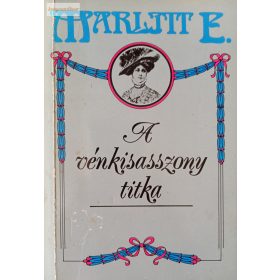 MARLITT E.
A
vénkisasszony
titka